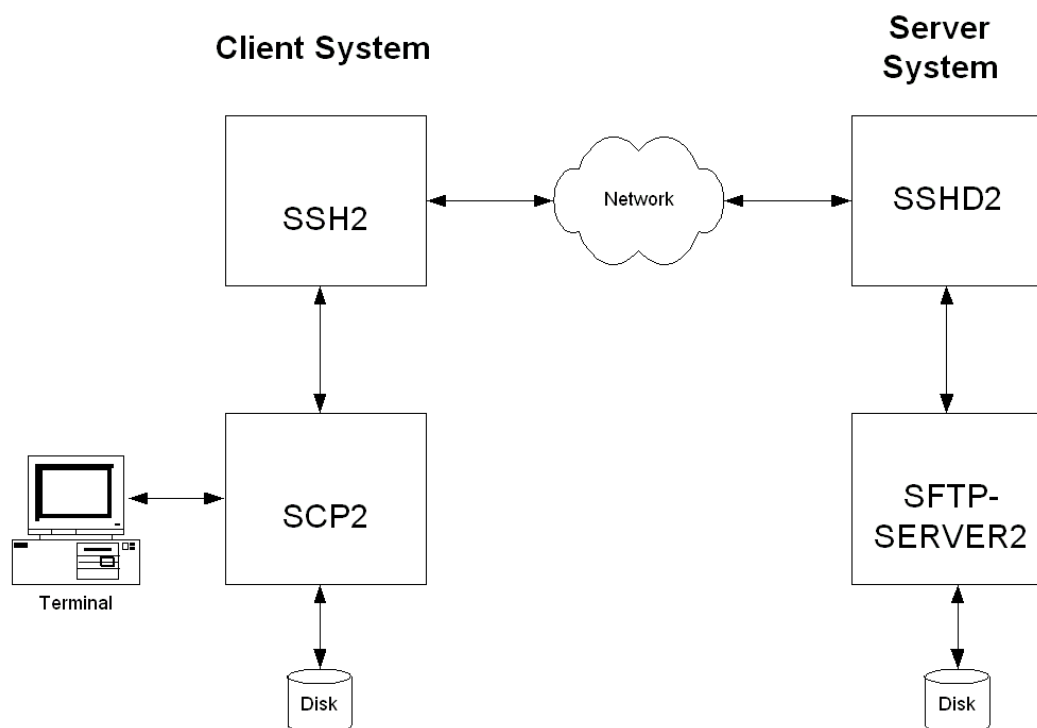 Client System
Server
System
SSH2
Network
SSHD2
SCP2
SFTP-
SERVER2
Terminal
Disk
Disk